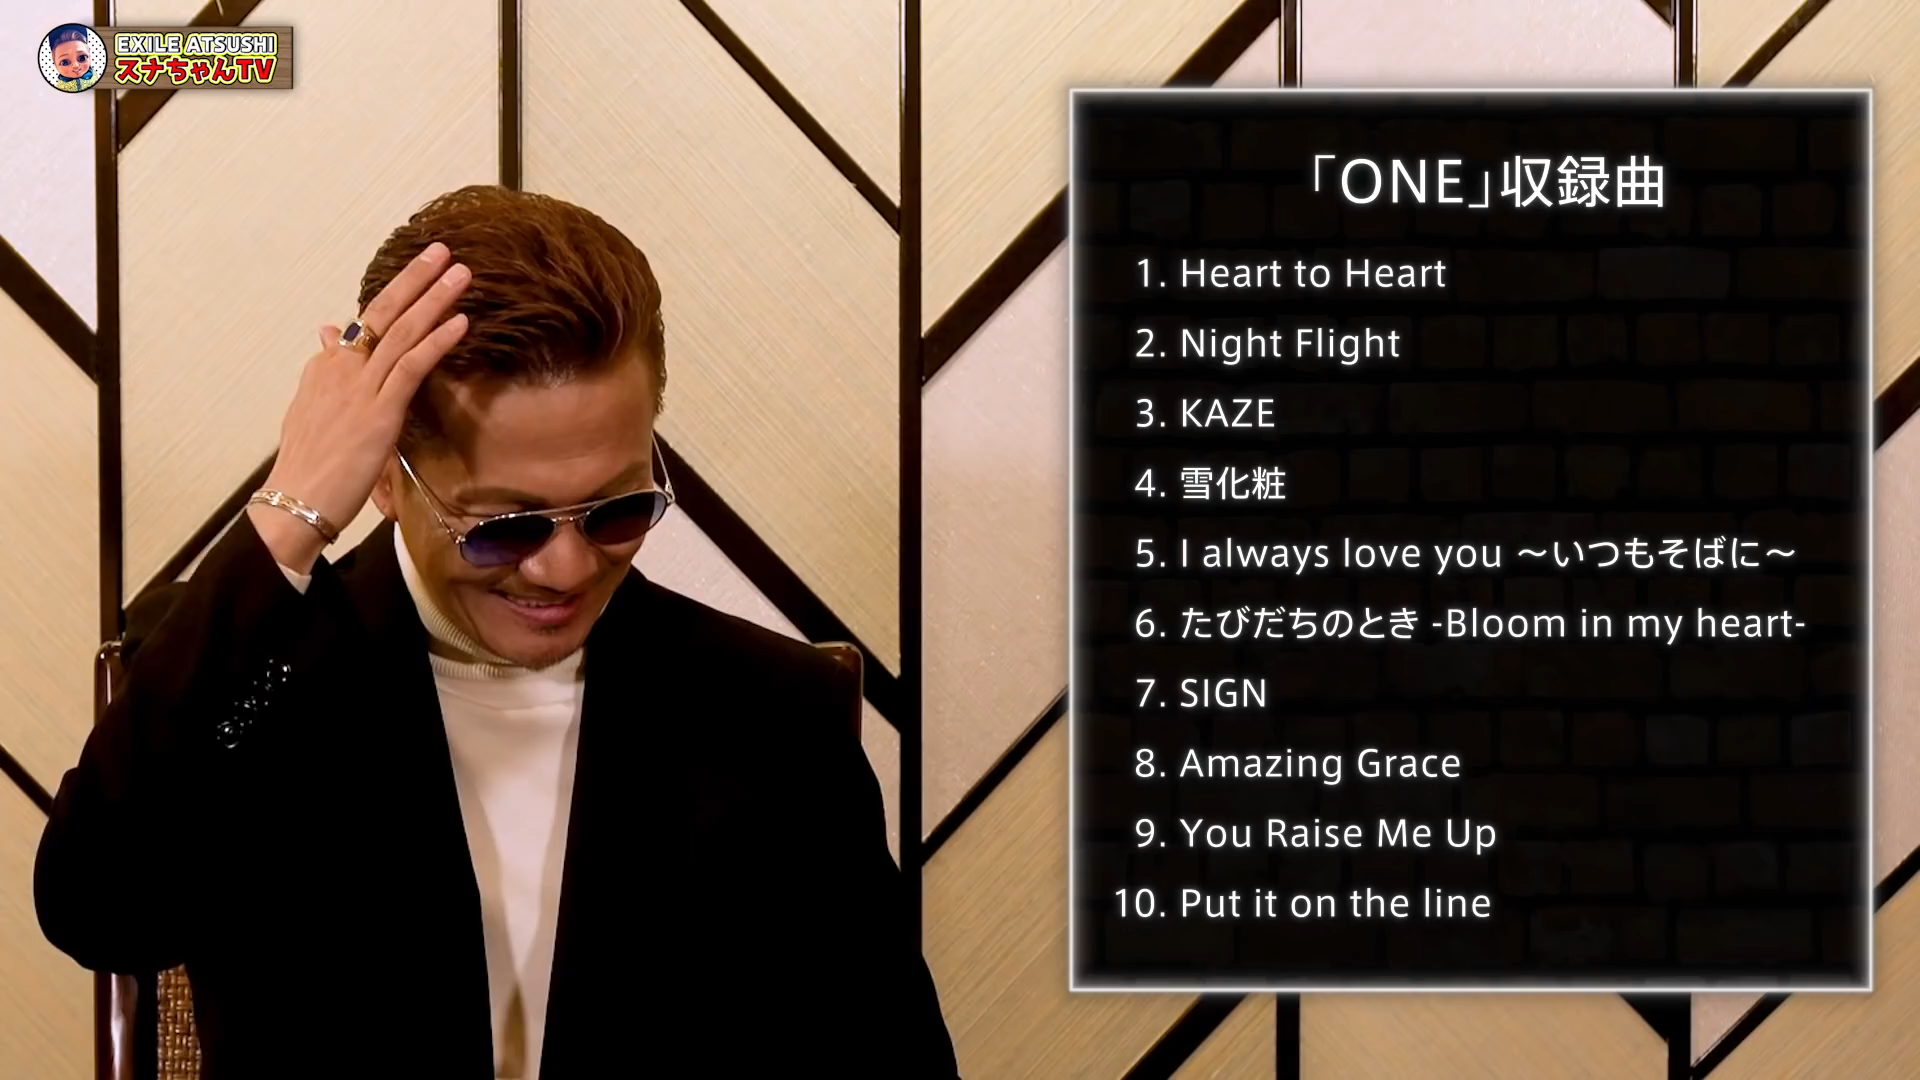 EXILE ATSUSHI
スナちゃんTV
「ONE」収録曲
1. Heart to Heart
2. Night Flight
3. KAZE
4. 雪化粧
5. I always love you ～いつもそばに～
6. たびだちのとき -Bloom in my heart-
7. SIGN
8. Amazing Grace
9. You Raise Me Up
10. Put it on the line